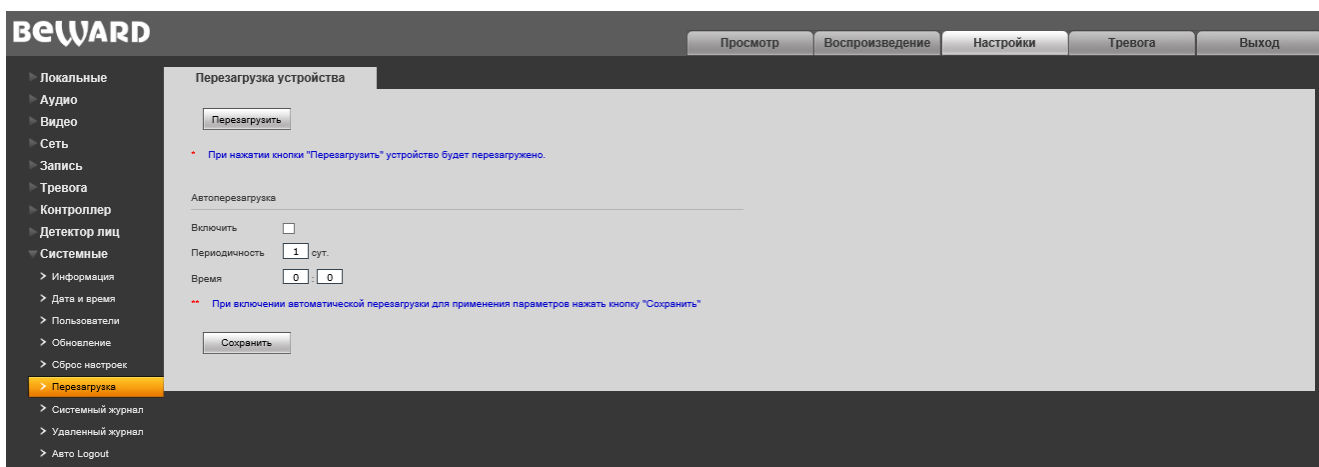 BEWARD
Просмотр Воспроизведение Настройки Тревога Выход
Локальные
Аудио
Видео
Сеть
Запись
Тревога
Контроллер
Детектор лиц
Системные
Информация
Дата и время
Пользователи
Обновление
Сброс настроек
Перезагрузка
Системный журнал
Удаленный журнал
Авто Logout
Перезагрузка устройства
Перезагрузить
* При нажатии кнопки "Перезагрузить" устройство будет перезагружено.
Автоперезагрузка
Включить
Периодичность 1 сут.
Время 0 : 0
** При включении автоматической перезагрузки для применения параметров нажать кнопку "Сохранить"
Сохранить